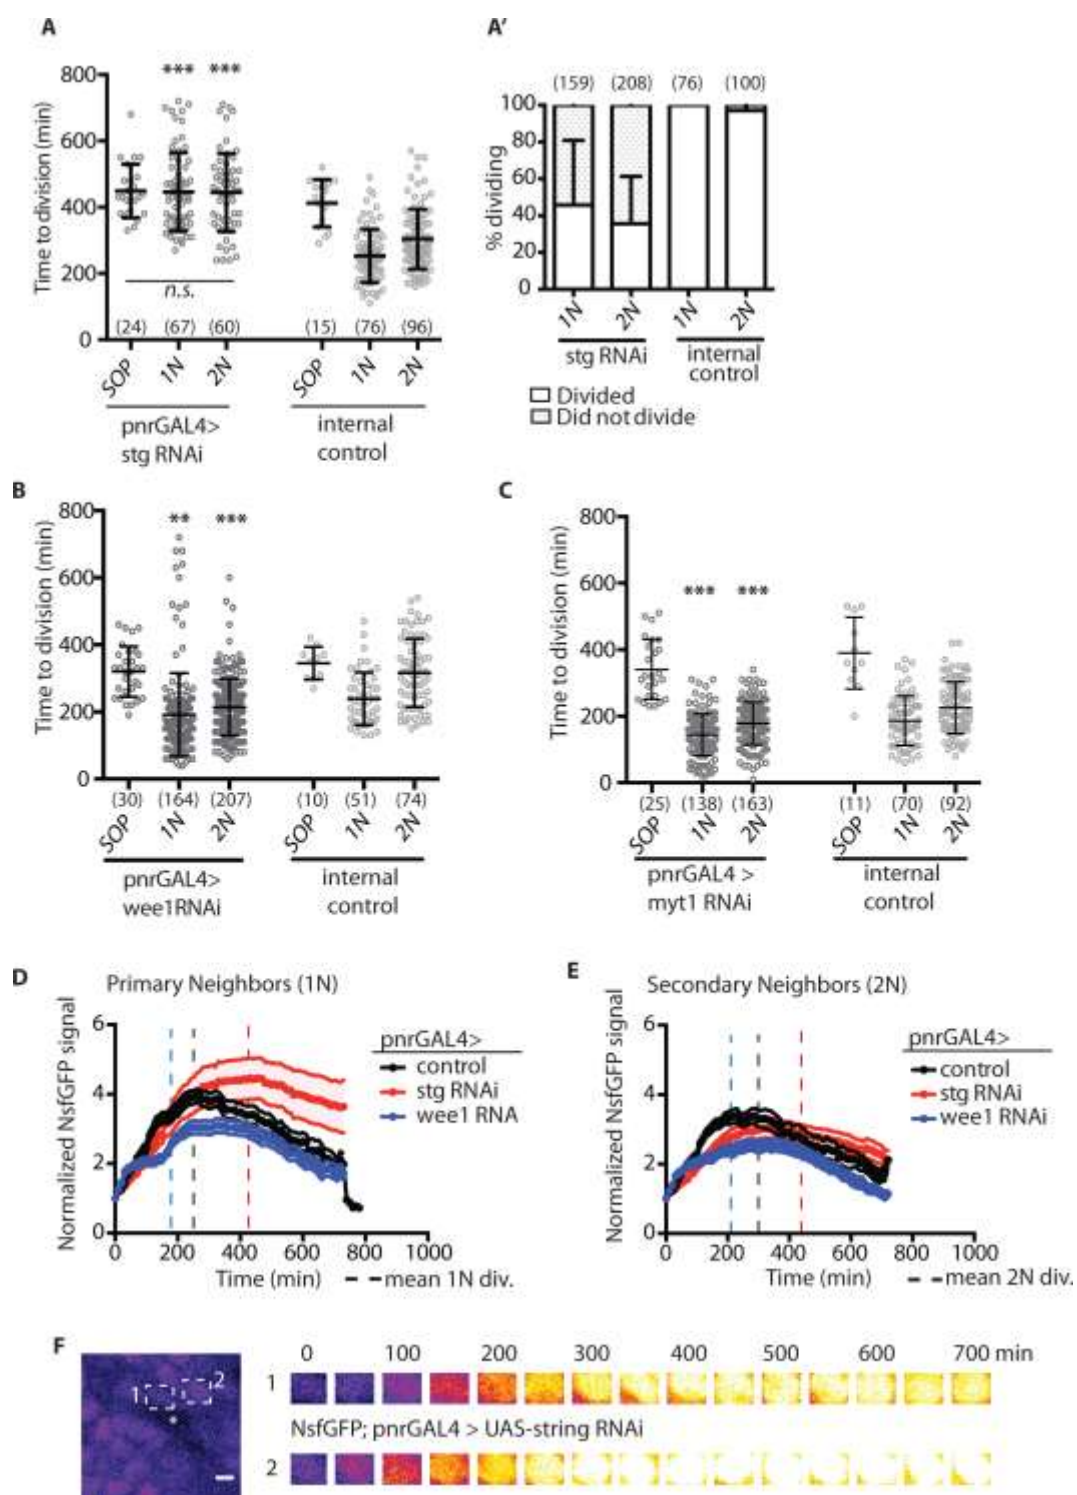 A
Time to division (min)
800
600
400
200
0
*** ***
n.s.
(24) (67) (60) (15) (76) (96)
SOP 1N 2N SOP 1N 2N
pnrGAL4>
stg RNAi
internal
control
A'
% dividing
(159) (208) (76) (100)
100
80
60
40
20
0
1N 2N 1N 2N
stg RNAi
internal
control
Divided
Did not divide
B
Time to division (min)
800
600
400
200
0
** ***
(30) (164) (207) (10) (51) (74)
SOP 1N 2N SOP 1N 2N
pnrGAL4>
wee1RNAi
internal
control
C
Time to division (min)
800
600
400
200
0
*** ***
(25) (138) (163) (11) (70) (92)
SOP 1N 2N SOP 1N 2N
pnrGAL4 >
myt1 RNAi
internal
control
D
Primary Neighbors (1N)
Normalized NsfGFP signal
6
4
2
0
0 200 400 600 800 1000
Time (min)
mean 1N div.
pnrGAL4>
control
stg RNAi
wee1 RNA
E
Secondary Neighbors (2N)
Normalized NsfGFP signal
6
4
2
0
0 200 400 600 800 1000
Time (min)
mean 2N div.
pnrGAL4>
control
stg RNAi
wee1 RNAi
F
1 2
*
0 100 200 300 400 500 600 700 min
1
NsfGFP; pnrGAL4 > UAS-string RNAi
2